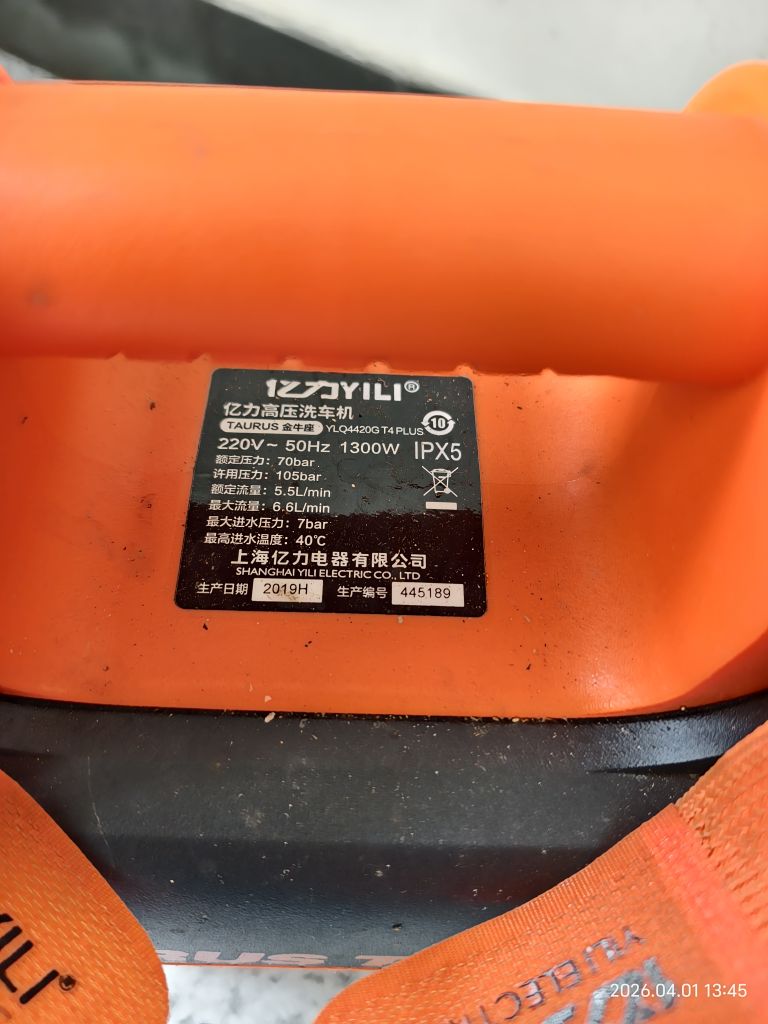 亿力YILI®
亿力高压洗车机
TAURUS 金牛座 YLQ4420G T4 PLUS 10
220V~ 50Hz 1300W IPX5
额定压力：70bar
许用压力：105bar
额定流量：5.5L/min
最大流量：6.6L/min
最大进水压力：7bar
最高进水温度：40℃
上海亿力电器有限公司
SHANGHAI YILI ELECTRIC CO., LTD
生产日期 2019H 生产编号 445189
YILI
YILI ELECTR
2026.04.01 13:45